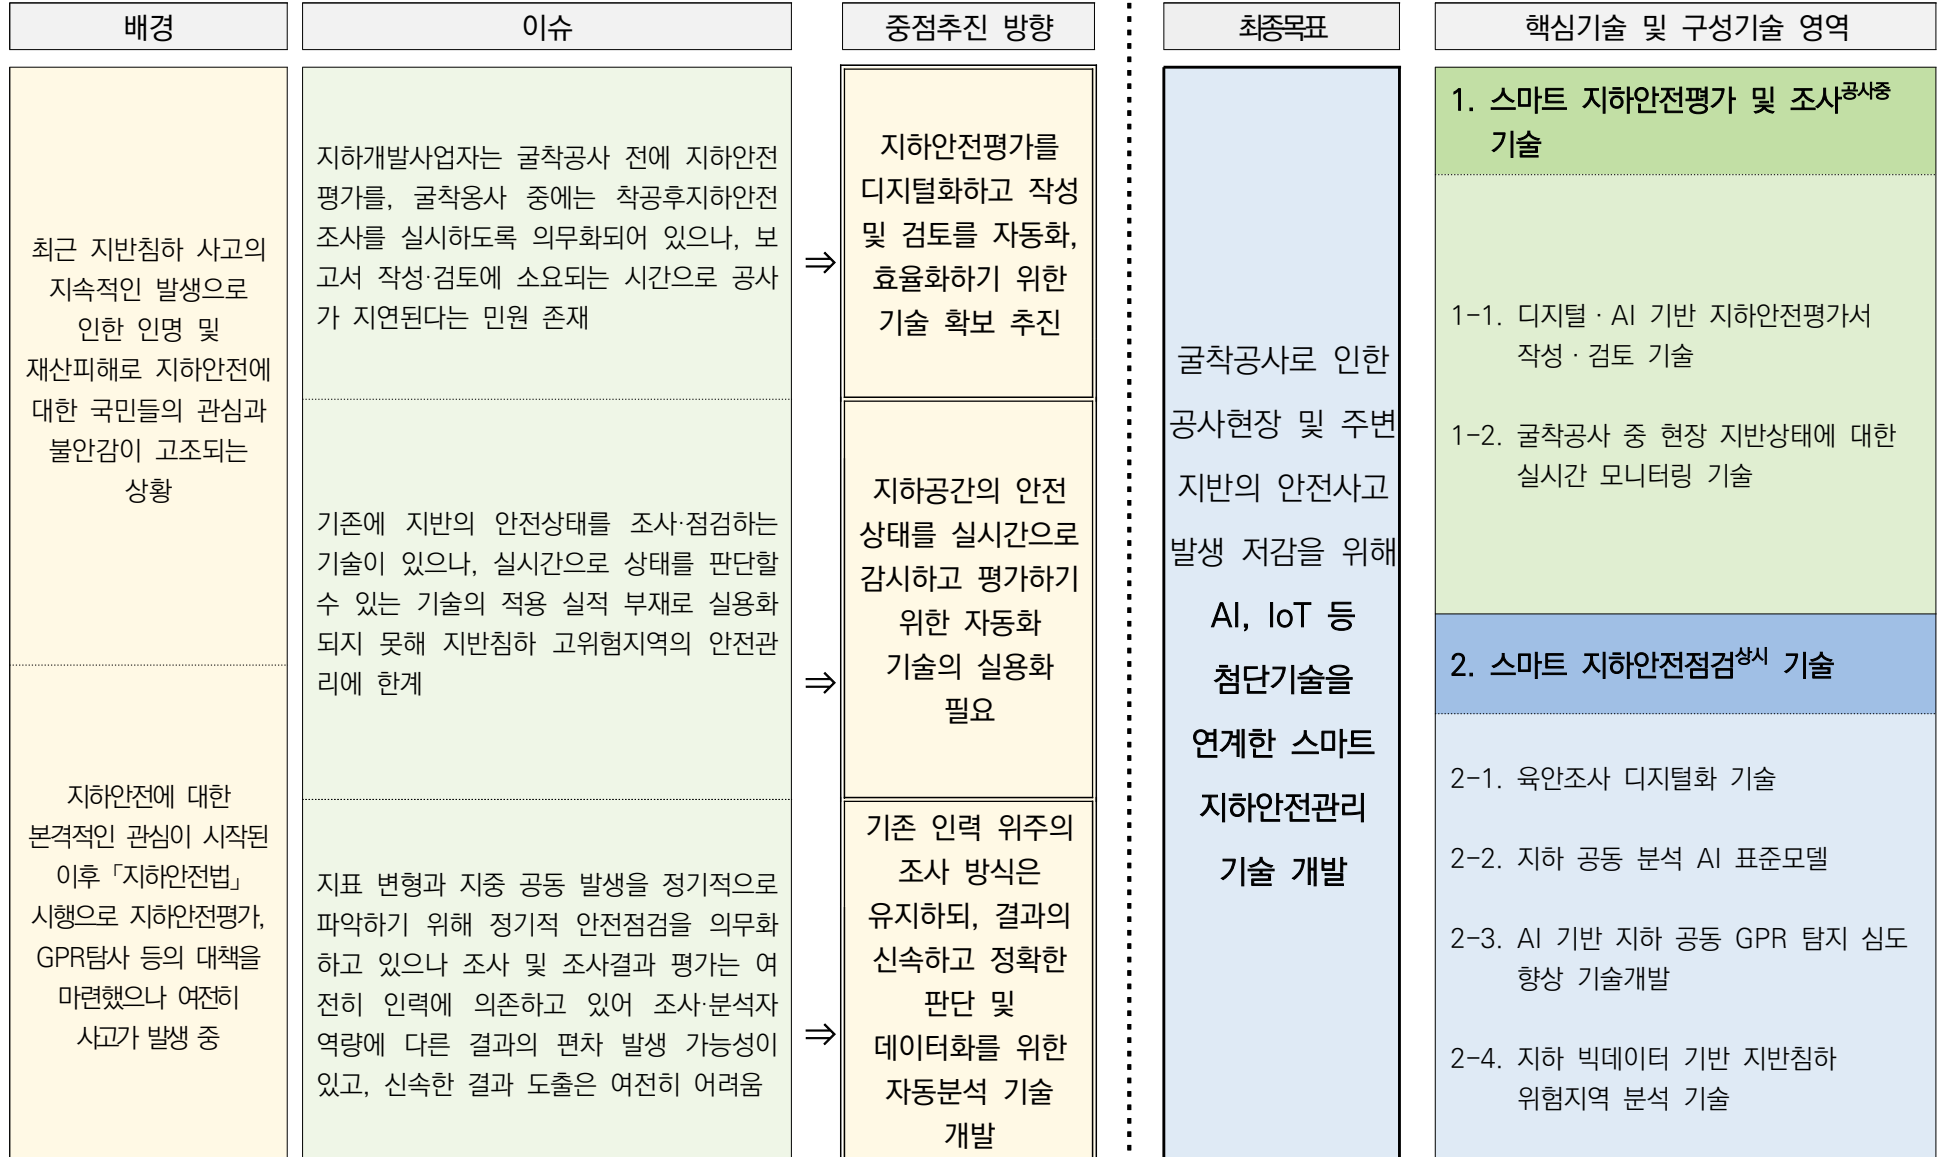 배경
최근 지반침하 사고의
지속적인 발생으로
인한 인명 및
재산피해로 지하안전에
대한 국민들의 관심과
불안감이 고조되는
상황
지하안전에 대한
본격적인 관심이 시작된
이후「지하안전법」
시행으로 지하안전평가,
GPR탐사 등의 대책을
마련했으나 여전히
사고가 발생 중
이슈
지하개발사업자는 굴착공사 전에 지하안전
평가를, 굴착옹사 중에는 착공후지하안전
조사를 실시하도록 의무화되어 있으나, 보
고서 작성·검토에 소요되는 시간으로 공사
가 지연된다는 민원 존재
기존에 지반의 안전상태를 조사·점검하는
기술이 있으나, 실시간으로 상태를 판단할
수 있는 기술의 적용 실적 부재로 실용화
되지 못해 지반침하 고위험지역의 안전관
리에 한계
지표 변형과 지중 공동 발생을 정기적으로
파악하기 위해 정기적 안전점검을 의무화
하고 있으나 조사 및 조사결과 평가는 여
전히 인력에 의존하고 있어 조사·분석자
역량에 다른 결과의 편차 발생 가능성이
있고, 신속한 결과 도출은 여전히 어려움
⇒
⇒
⇒
중점추진 방향
지하안전평가를
디지털화하고 작성
및 검토를 자동화,
효율화하기 위한
기술 확보 추진
지하공간의 안전
상태를 실시간으로
감시하고 평가하기
위한 자동화
기술의 실용화
필요
기존 인력 위주의
조사 방식은
유지하되, 결과의
신속하고 정확한
판단 및
데이터화를 위한
자동분석 기술
개발
최종목표
굴착공사로 인한
공사현장 및 주변
지반의 안전사고
발생 저감을 위해
AI, IoT 등
첨단기술을
연계한 스마트
지하안전관리
기술 개발
핵심기술 및 구성기술 영역
1. 스마트 지하안전평가 및 조사공사중
기술
1-1. 디지털·AI 기반 지하안전평가서
작성·검토 기술
1-2. 굴착공사 중 현장 지반상태에 대한
실시간 모니터링 기술
2. 스마트 지하안전점검상시 기술
2-1. 육안조사 디지털화 기술
2-2. 지하 공동 분석 AI 표준모델
2-3. AI 기반 지하 공동 GPR 탐지 심도
향상 기술개발
2-4. 지하 빅데이터 기반 지반침하
위험지역 분석 기술